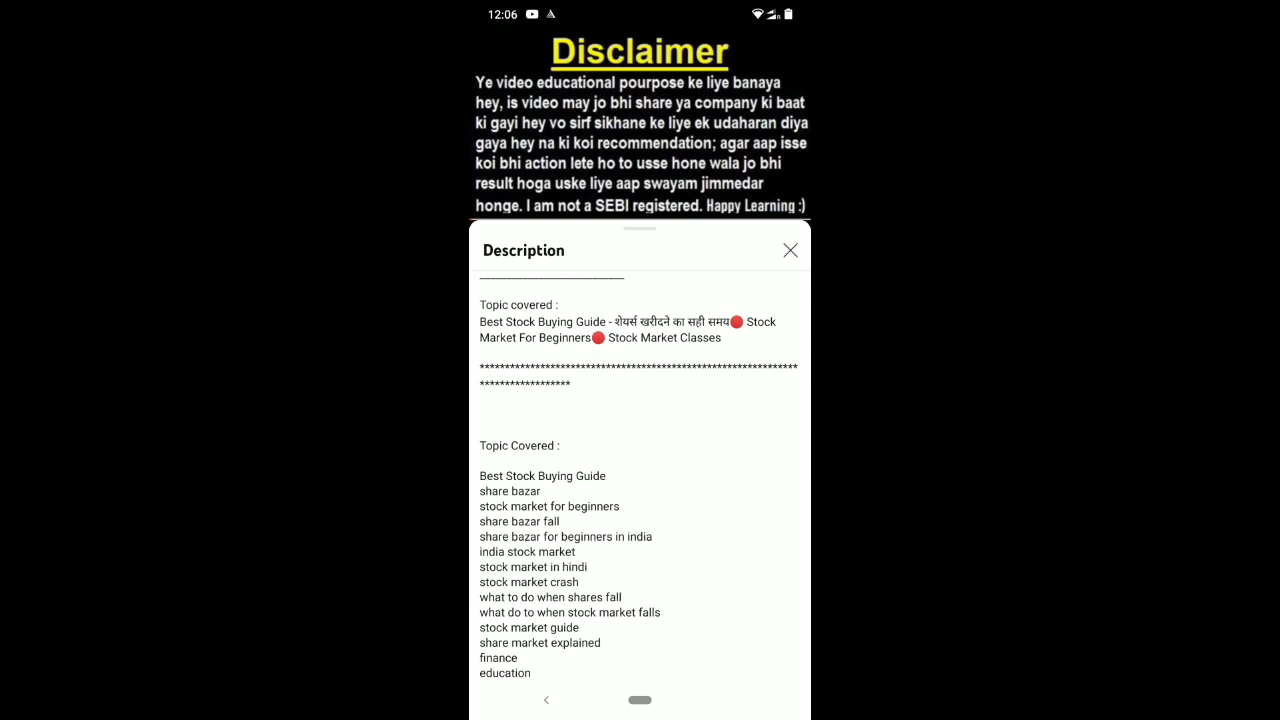 12:06
Disclaimer
Ye video educational pourpose ke liye banaya
hey, is video may jo bhi share ya company ki baat
ki gayi hey vo sirf sikhane ke liye ek udaharan diya
gaya hey na ki koi recommendation; agar aap isse
koi bhi action lete ho to usse hone wala jo bhi
result hoga uske liye aap swayam jimmedar
honge. I am not a SEBI registered. Happy Learning :)
Description
Topic covered :
Best Stock Buying Guide - शेयर्स खरीदने का सही समय🔴 Stock
Market For Beginners🔴 Stock Market Classes
****************************************************************
******************
Topic Covered :
Best Stock Buying Guide
share bazar
stock market for beginners
share bazar fall
share bazar for beginners in india
india stock market
stock market in hindi
stock market crash
what to do when shares fall
what do to when stock market falls
stock market guide
share market explained
finance
education